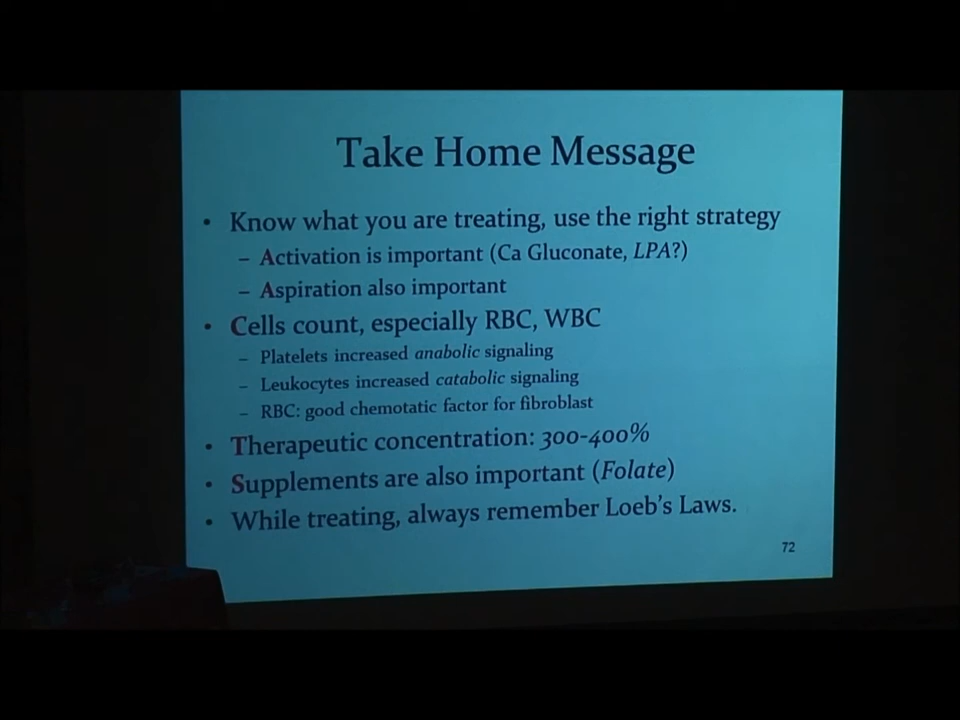 Take Home Message
• Know what you are treating, use the right strategy
– Activation is important (Ca Gluconate, LPA?)
– Aspiration also important
• Cells count, especially RBC, WBC
– Platelets increased anabolic signaling
– Leukocytes increased catabolic signaling
– RBC: good chemotatic factor for fibroblast
• Therapeutic concentration: 300-400%
• Supplements are also important (Folate)
• While treating, always remember Loeb's Laws.
72